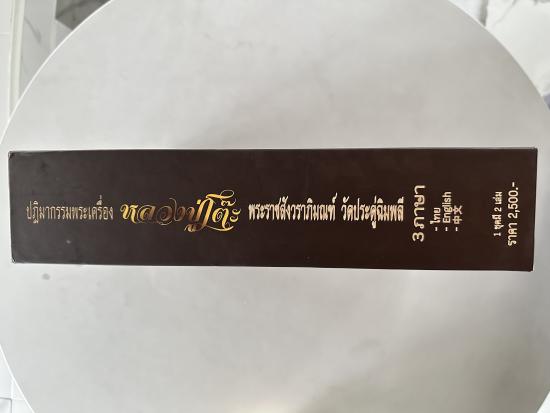 ปฏิมากรรมพระเครื่อง หลวงปู่โต๊ะ พระราชสังวราภิมณฑ์ วัดประดู่ฉิมพลี
3 ภาษา
- ไทย
- English
- 中文
1 ชุดมี 2 เล่ม
ราคา 2,500.-